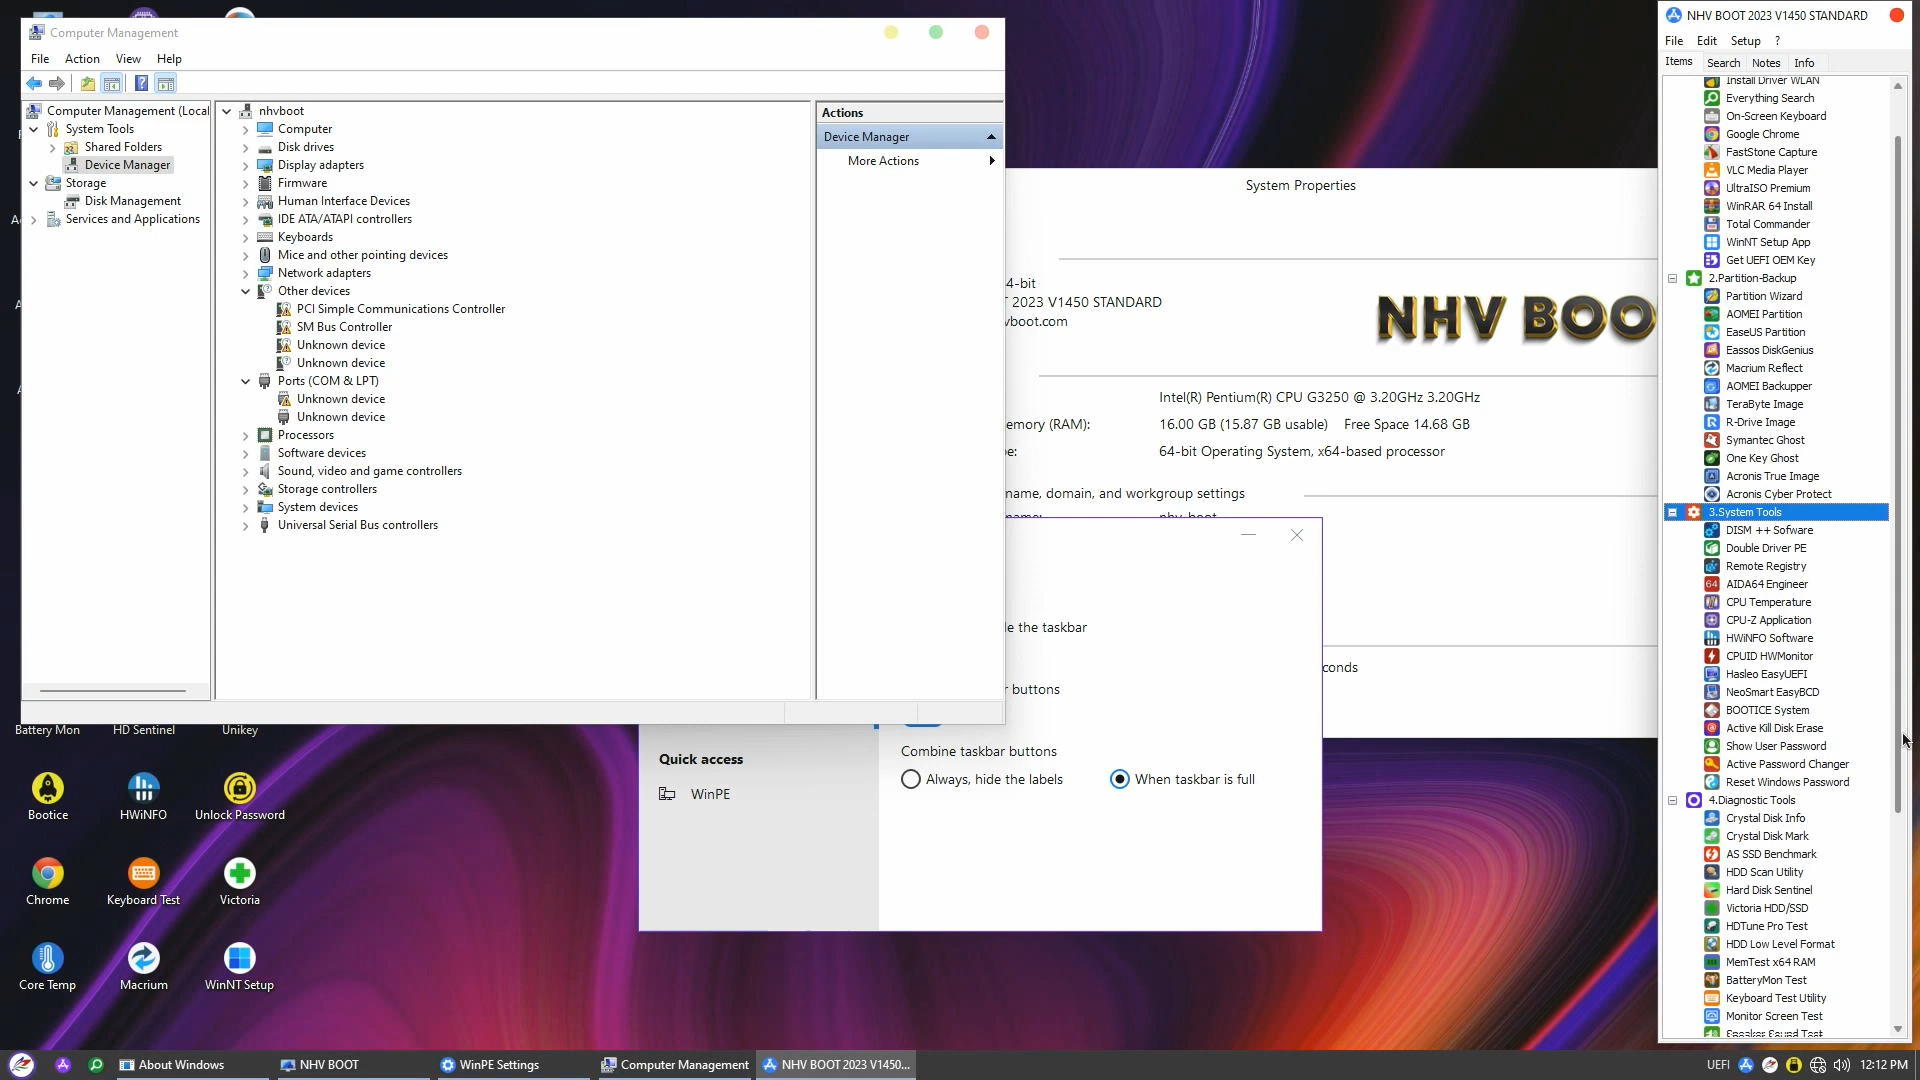 Computer Management
File Action View Help
Computer Management (Local
System Tools
Shared Folders
Device Manager
Storage
Disk Management
Services and Applications
nhvboot
Computer
Disk drives
Display adapters
Firmware
Human Interface Devices
IDE ATA/ATAPI controllers
Keyboards
Mice and other pointing devices
Network adapters
Other devices
PCI Simple Communications Controller
SM Bus Controller
Unknown device
Unknown device
Ports (COM & LPT)
Unknown device
Unknown device
Processors
Software devices
Sound, video and game controllers
Storage controllers
System devices
Universal Serial Bus controllers
Actions
Device Manager
More Actions
System Properties
4-bit
2023 V1450 STANDARD
vboot.com
NHV BOO
Intel(R) Pentium(R) CPU G3250 @ 3.20GHz 3.20GHz
emory (RAM): 16.00 GB (15.87 GB usable) Free Space 14.68 GB
e: 64-bit Operating System, x64-based processor
name, domain, and workgroup settings
conds
le the taskbar
r buttons
Combine taskbar buttons
Always, hide the labels When taskbar is full
Quick access
WinPE
Battery Mon HD Sentinel Unikey
Bootice HWiNFO Unlock Password
Chrome Keyboard Test Victoria
Core Temp Macrium WinNT Setup
NHV BOOT 2023 V1450 STANDARD
File Edit Setup ?
Items Search Notes Info
Install Driver WLAN
Everything Search
On-Screen Keyboard
Google Chrome
FastStone Capture
VLC Media Player
UltraISO Premium
WinRAR 64 Install
Total Commander
WinNT Setup App
Get UEFI OEM Key
2.Partition-Backup
Partition Wizard
AOMEI Partition
EaseUS Partition
Eassos DiskGenius
Macrium Reflect
AOMEI Backupper
TeraByte Image
R-Drive Image
Symantec Ghost
One Key Ghost
Acronis True Image
Acronis Cyber Protect
3.System Tools
DISM ++ Sofware
Double Driver PE
Remote Registry
AIDA64 Engineer
CPU Temperature
CPU-Z Application
HWiNFO Software
CPUID HWMonitor
Hasleo EasyUEFI
NeoSmart EasyBCD
BOOTICE System
Active Kill Disk Erase
Show User Password
Active Password Changer
Reset Windows Password
4.Diagnostic Tools
Crystal Disk Info
Crystal Disk Mark
AS SSD Benchmark
HDD Scan Utility
Hard Disk Sentinel
Victoria HDD/SSD
HDTune Pro Test
HDD Low Level Format
MemTest x64 RAM
BatteryMon Test
Keyboard Test Utility
Monitor Screen Test
Speaker Sound Test
About Windows NHV BOOT WinPE Settings Computer Management NHV BOOT 2023 V1450... UEFI 12:12 PM